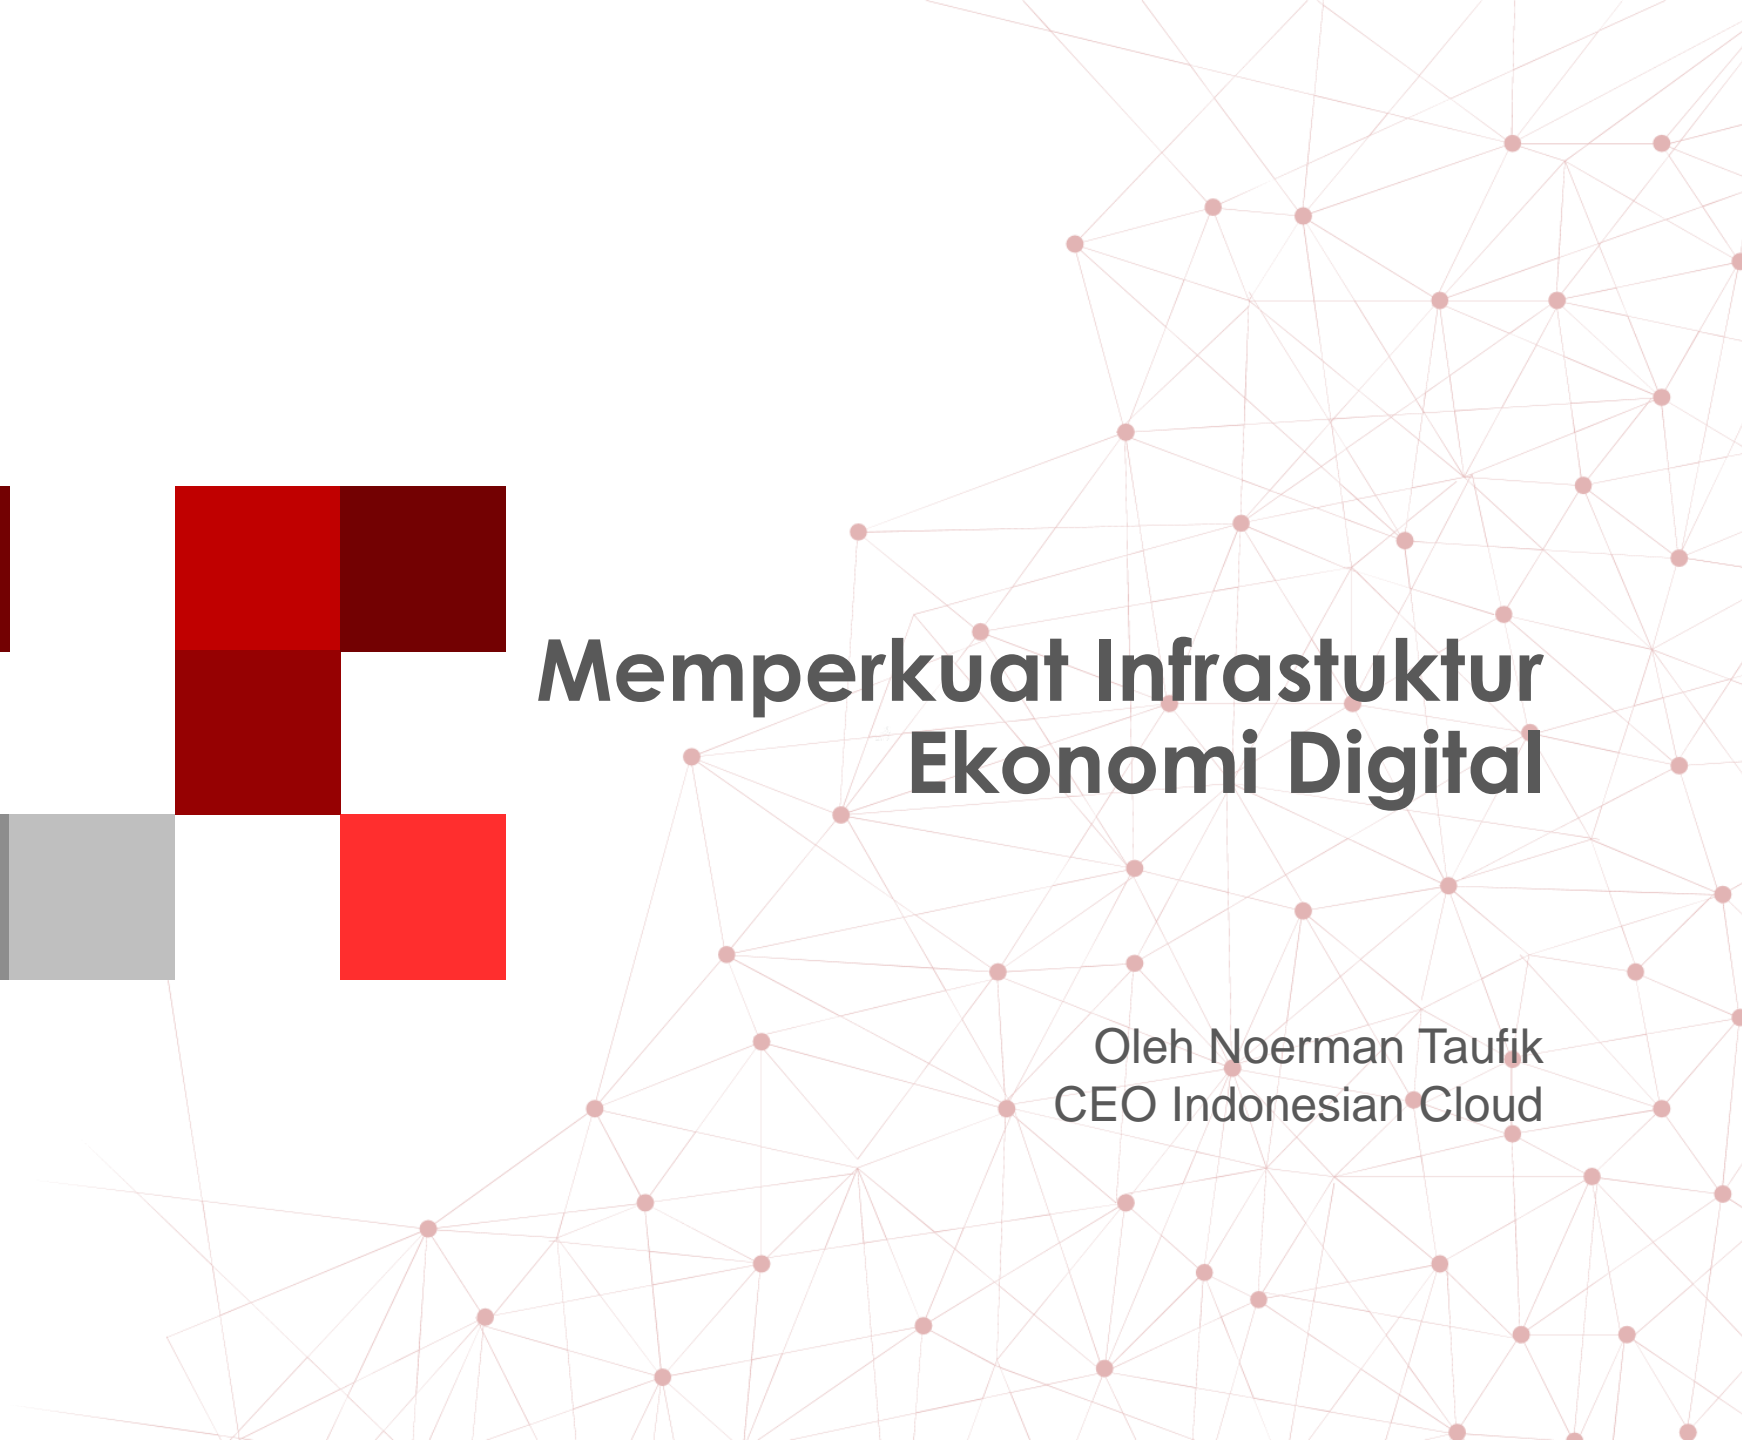 Memperkuat Infrastuktur
Ekonomi Digital
Oleh Noerman Taufik
CEO Indonesian Cloud